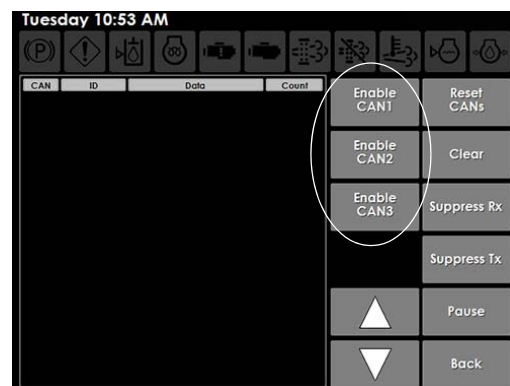 Tuesday 10:53 AM
(P)
CAN ID Data Count
Enable
CAN1
Reset
CANs
Enable
CAN2
Clear
Enable
CAN3
Suppress Rx
Suppress Tx
Pause
Back